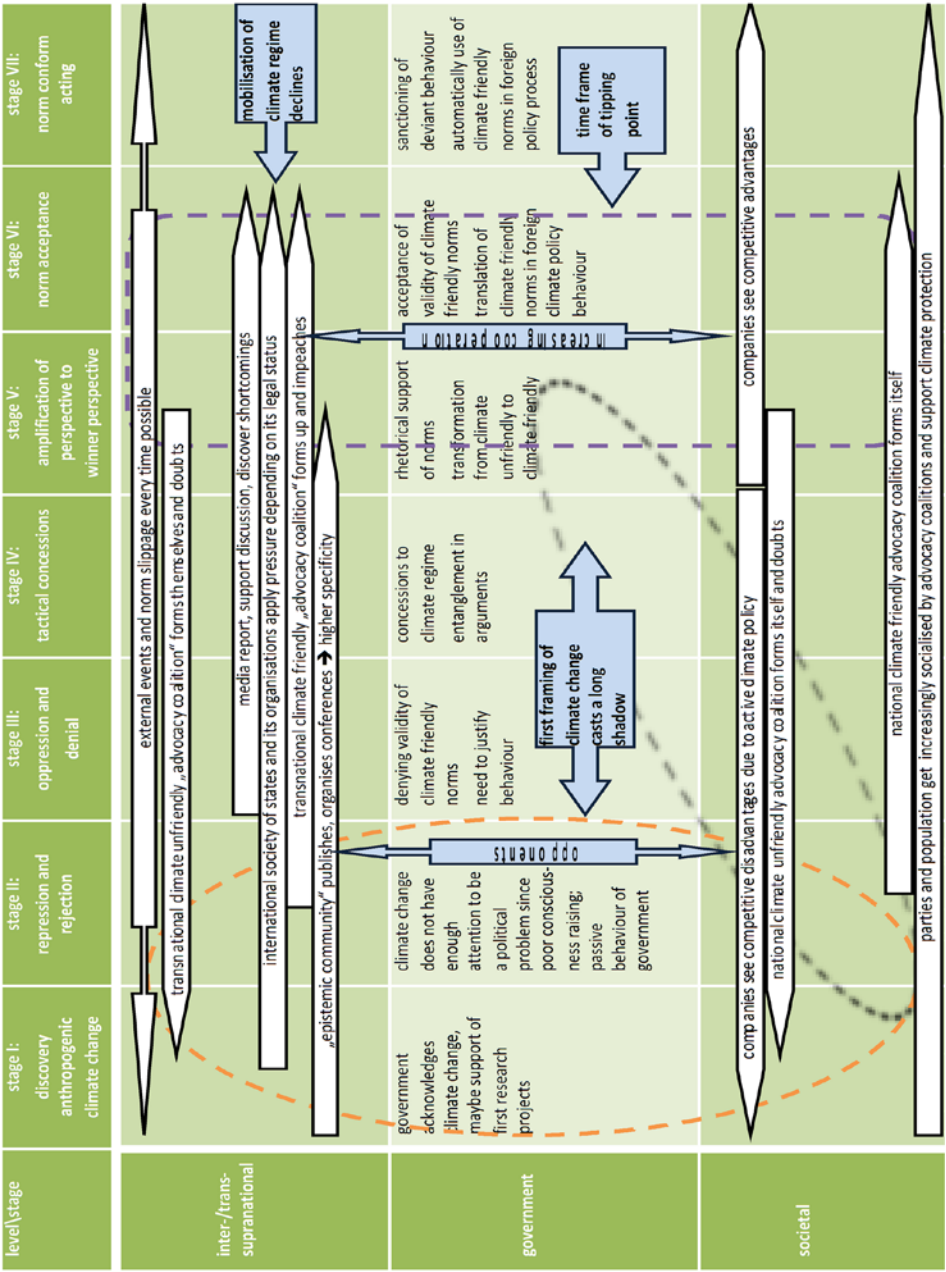 level\stage
stage I:
discovery
anthropogenic
climate change
stage II:
repression and
rejection
stage III:
oppression and
denial
stage IV:
tactical concessions
stage V:
amplification of
perspective to
winner perspective
stage VI:
norm acceptance
stage VII:
norm conform
acting
inter-/trans-
supranational
external events and norm slippage every time possible
transnational climate unfriendly „advocacy coalition“ forms themselves and doubts
media report, support discussion, discover shortcomings
international society of states and its organisations apply pressure depending on its legal status
transnational climate friendly „advocacy coalition“ forms up and impeaches
„epistemic community“ publishes, organises conferences ➔ higher specificity
mobilisation of
climate regime
declines
government
government
acknowledges
climate change,
maybe support of
first research
projects
climate change
does not have
enough
attention to be
a political
problem since
poor conscious-
ness raising;
passive
behaviour of
government
opponents
denying validity of
climate friendly
norms
need to justify
behaviour
concessions to
climate regime
entanglement in
arguments
first framing of
climate change
casts a long
shadow
rhetorical support
of norms
transformation
from climate
unfriendly to
climate friendly
increasing cooperation
acceptance of
validity of climate
friendly norms
translation of
climate friendly
norms in foreign
climate policy
behaviour
sanctioning of
deviant behaviour
automatically use of
climate friendly
norms in foreign
policy process
time frame
of tipping
point
societal
companies see competitive disadvantages due to active climate policy
companies see competitive advantages
national climate unfriendly advocacy coalition forms itself and doubts
national climate friendly advocacy coalition forms itself
parties and population get increasingly socialised by advocacy coalitions and support climate protection